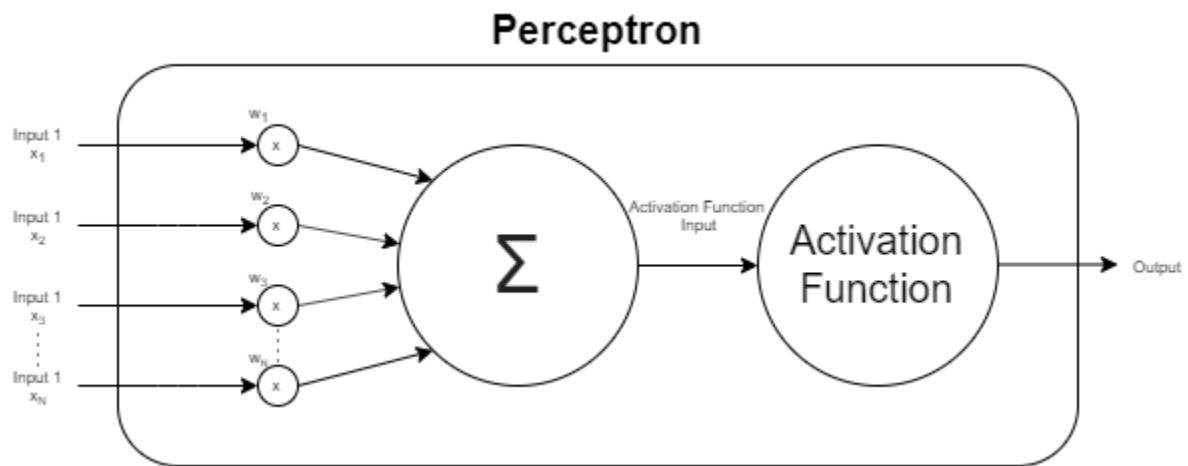 Perceptron
w₁
Input 1
x₁
x
w₂
Input 1
x₂
x
w₃
Input 1
x₃
x
wₙ
Input 1
x_N
x
Σ
Activation Function
Input
Activation
Function
Output